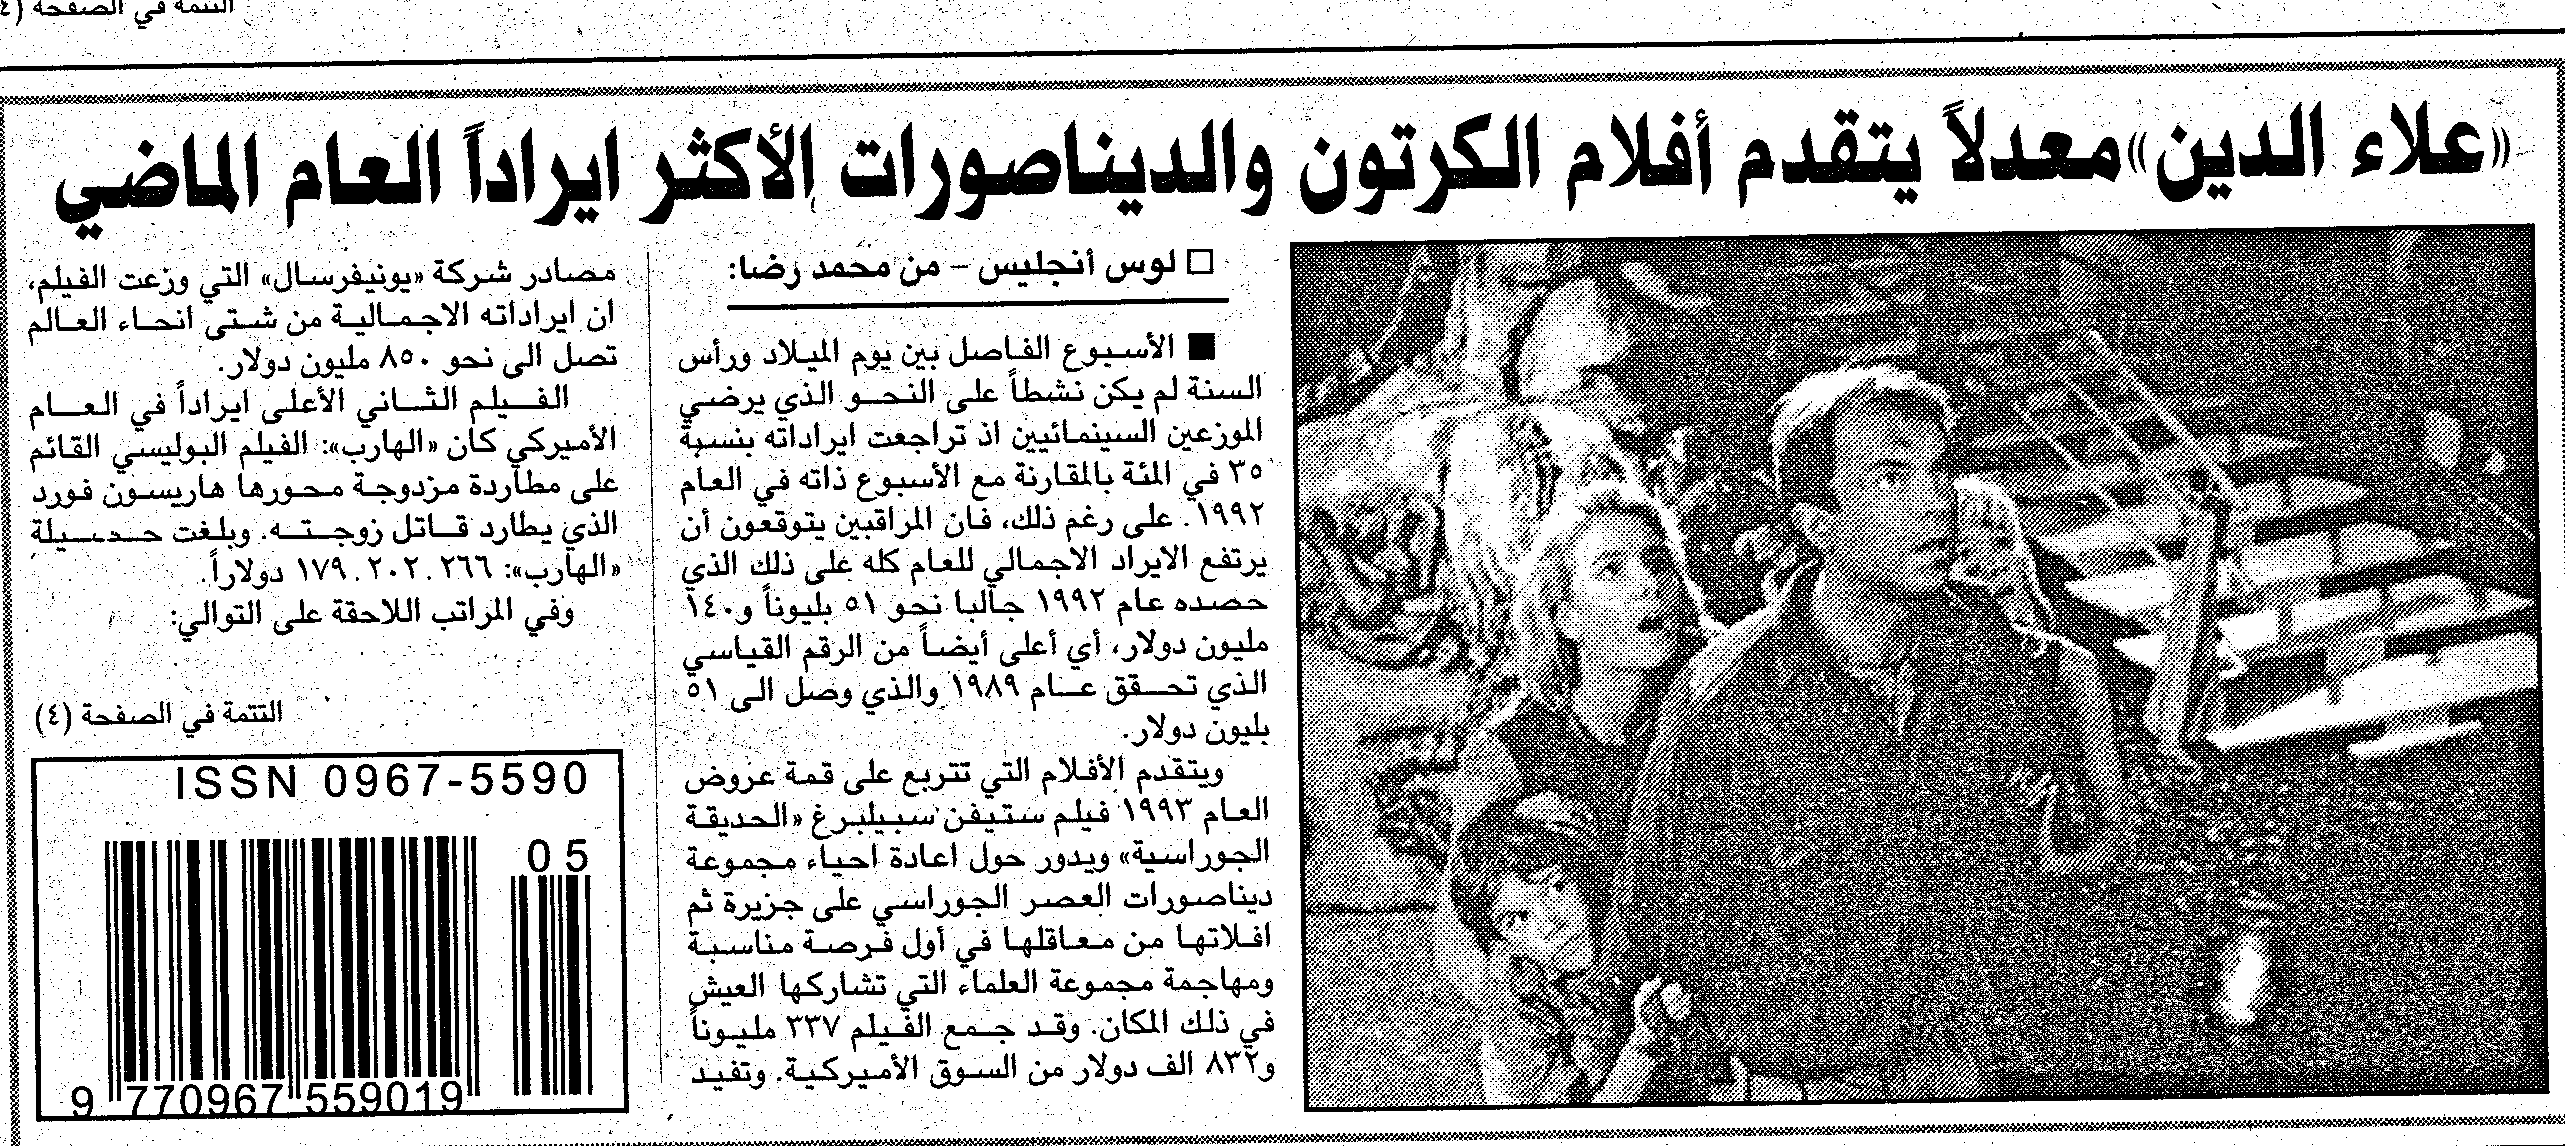 التتمة في الصفحة (٤
«علاء الدين» معدلاً يتقدم أفلام الكرتون والديناصورات الأكثر ايراداً العام الماضي
□ لوس أنجليس – من محمد رضا:
■ الأسبوع الفاصل بين يوم الميلاد ورأس
السنة لم يكن نشطاً على النحو الذي يرضي
الموزعين السينمائيين اذ تراجعت ايراداته بنسبة
٣٥ في المئة بالمقارنة مع الأسبوع ذاته في العام
١٩٩٢. على رغم ذلك، فان المراقبين يتوقعون أن
يرتفع الايراد الاجمالي للعام كله على ذلك الذي
حصده عام ١٩٩٢ جالبا نحو ٥١ بليوناً و١٤٠
مليون دولار، أي أعلى أيضاً من الرقم القياسي
الذي تحقق عام ١٩٨٩ والذي وصل الى ٥١
بليون دولار.
ويتقدم الأفلام التي تتربع على قمة عروض
العام ١٩٩٣ فيلم ستيفن سبيلبرغ «الحديقة
الجوراسية» ويدور حول اعادة احياء مجموعة
ديناصورات العصر الجوراسي على جزيرة ثم
افلاتها من معاقلها في أول فرصة مناسبة
ومهاجمة مجموعة العلماء التي تشاركها العيش
في ذلك المكان. وقد جمع الفيلم ٣٣٧ مليوناً
و٨٣٢ الف دولار من السوق الأميركية. وتفيد
مصادر شركة «يونيفرسال» التي وزعت الفيلم،
ان ايراداته الاجمالية من شتى انحاء العالم
تصل الى نحو ٨٥٠ مليون دولار.
الفيلم الثاني الأعلى ايراداً في العام
الأميركي كان «الهارب»: الفيلم البوليسي القائم
على مطاردة مزدوجة محورها هاريسون فورد
الذي يطارد قاتل زوجته. وبلغت حصيلة
«الهارب»: ١٧٩.٢٠٢.٢٦٦ دولاراً.
وفي المراتب اللاحقة على التوالي:
التتمة في الصفحة (٤)
ISSN 0967-5590
05
9 770967 559019